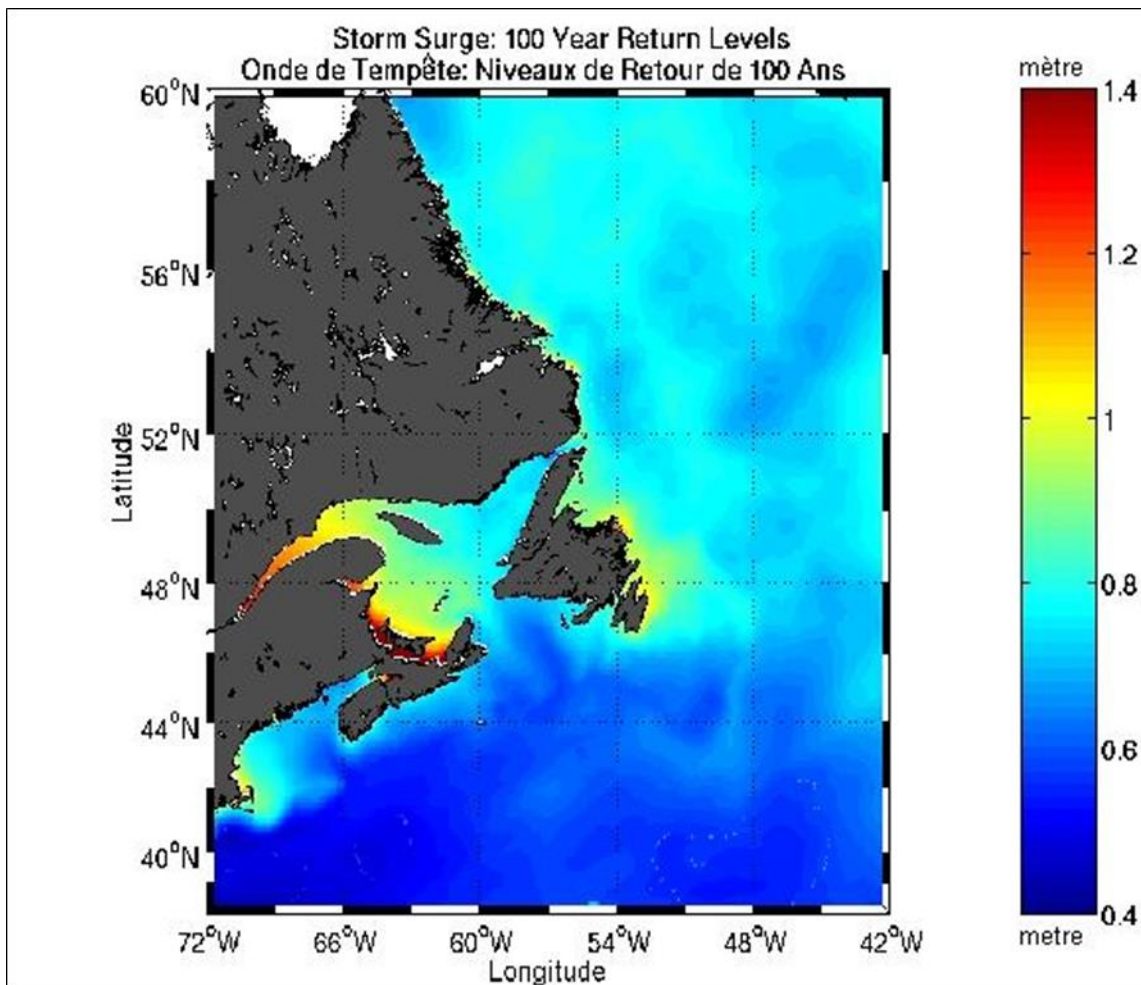 Storm Surge: 100 Year Return Levels
Onde de Tempête: Niveaux de Retour de 100 Ans
mètre
60°N
56°N
52°N
48°N
44°N
40°N
Latitude
72°W 66°W 60°W 54°W 48°W 42°W
Longitude
1.4
1.2
1
0.8
0.6
0.4
metre